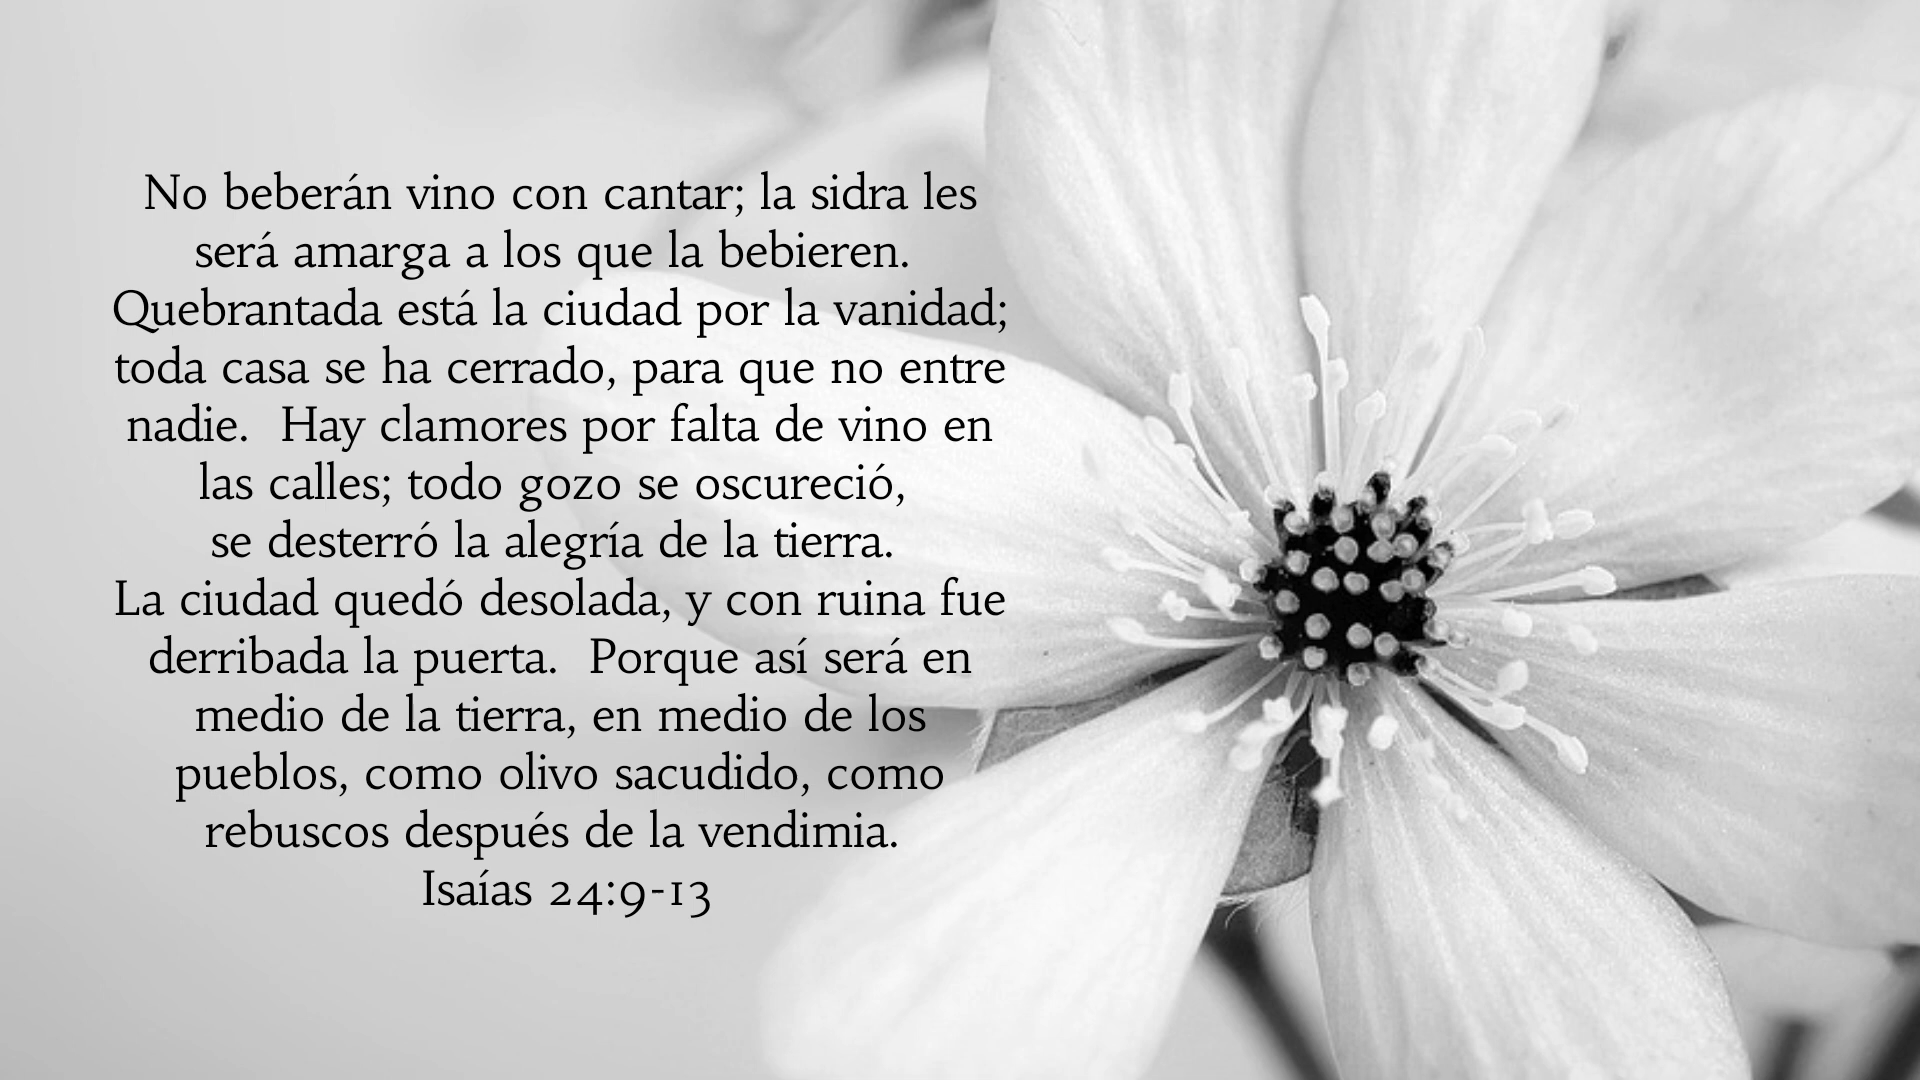 No beberán vino con cantar; la sidra les
será amarga a los que la bebieren.
Quebrantada está la ciudad por la vanidad;
toda casa se ha cerrado, para que no entre
nadie.  Hay clamores por falta de vino en
las calles; todo gozo se oscureció,
se desterró la alegría de la tierra.
La ciudad quedó desolada, y con ruina fue
derribada la puerta.  Porque así será en
medio de la tierra, en medio de los
pueblos, como olivo sacudido, como
rebuscos después de la vendimia.
Isaías 24:9-13